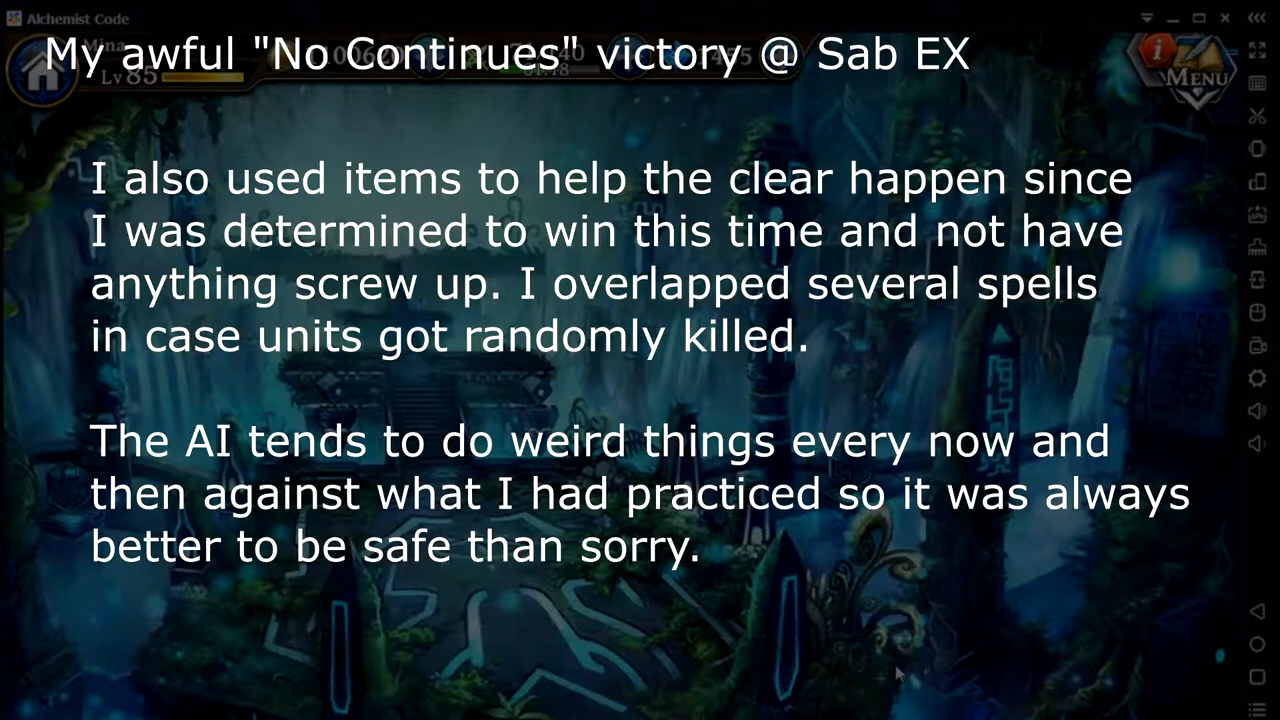 Alchemist Code
My awful "No Continues" victory @ Sab EX
Mina
Lv 85
MENU
I also used items to help the clear happen since
I was determined to win this time and not have
anything screw up. I overlapped several spells
in case units got randomly killed.
The AI tends to do weird things every now and
then against what I had practiced so it was always
better to be safe than sorry.